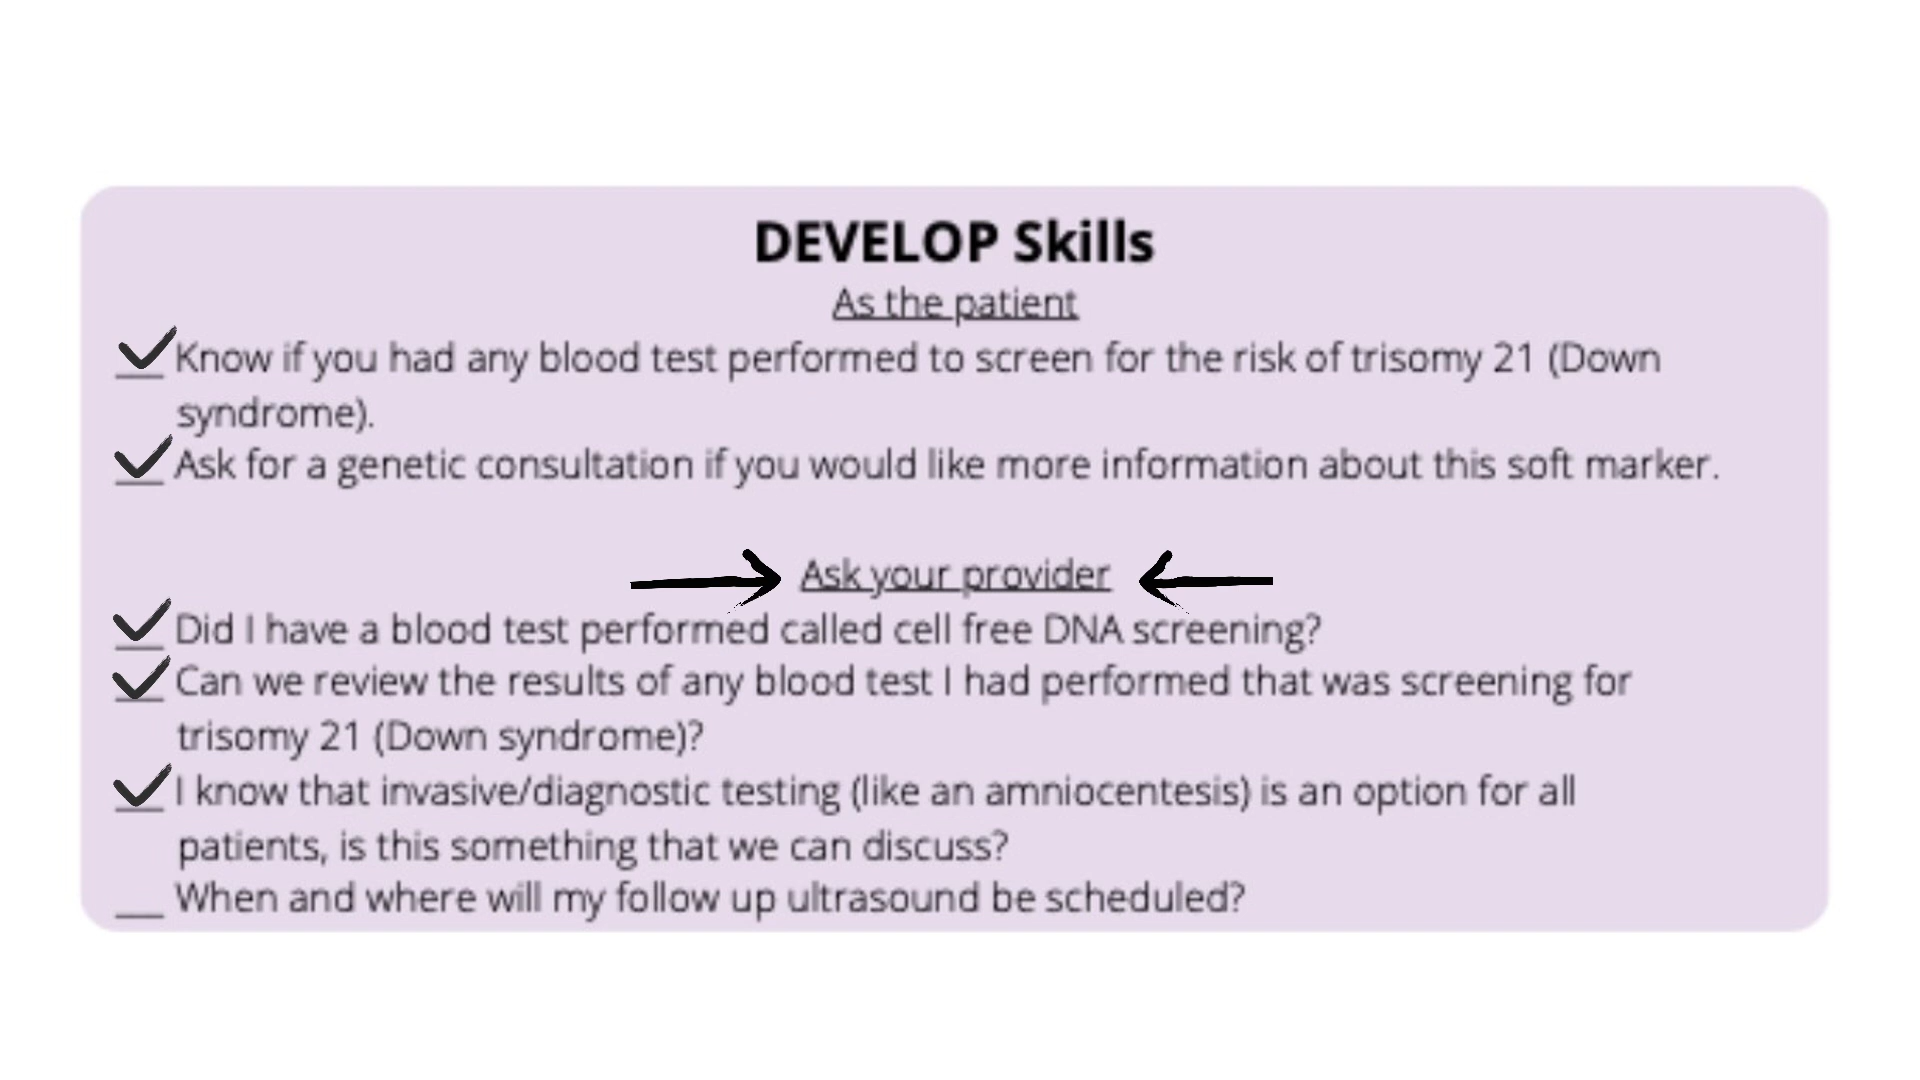 DEVELOP Skills
As the patient
Know if you had any blood test performed to screen for the risk of trisomy 21 (Down
syndrome).
Ask for a genetic consultation if you would like more information about this soft marker.
Ask your provider
Did I have a blood test performed called cell free DNA screening?
Can we review the results of any blood test I had performed that was screening for
trisomy 21 (Down syndrome)?
I know that invasive/diagnostic testing (like an amniocentesis) is an option for all
patients, is this something that we can discuss?
When and where will my follow up ultrasound be scheduled?